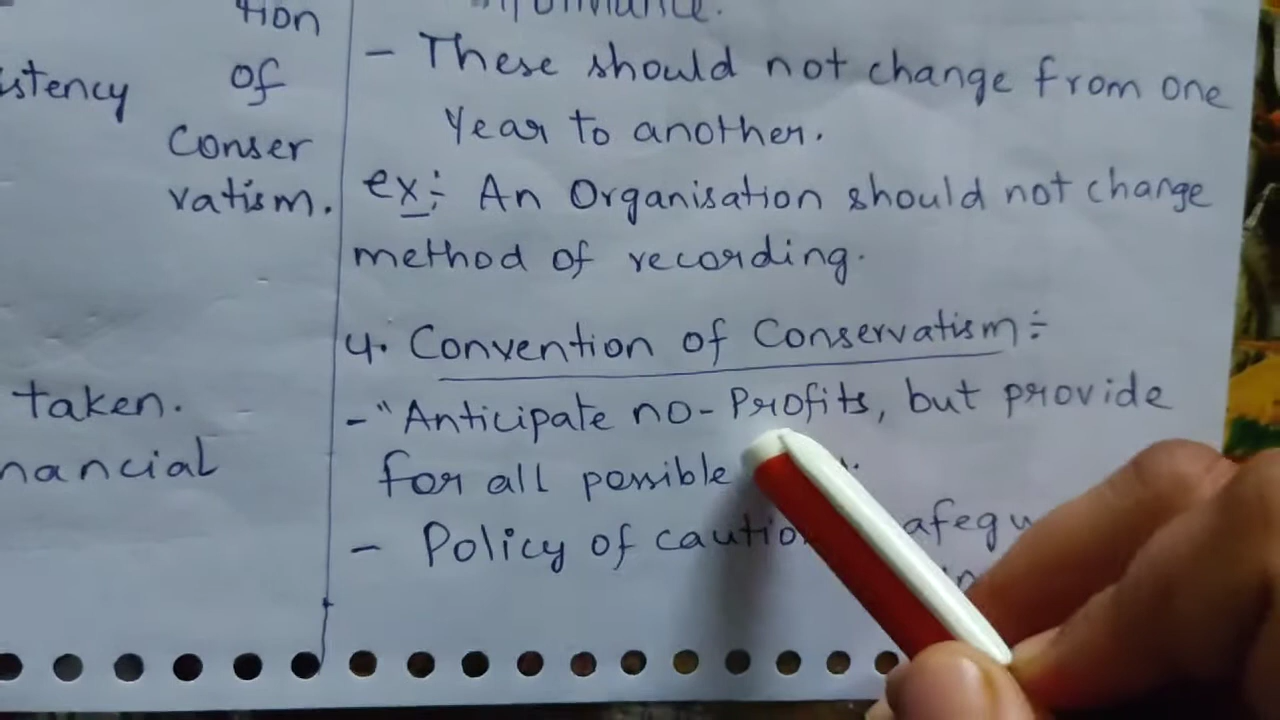 tion
of
Conser
vatism.
taken.
- These should not change from one
Year to another.
ex:- An Organisation should not change
method of recording.
4. Convention of Conservatism:-
- "Anticipate no-Profits, but provide
for all possible
- Policy of caution